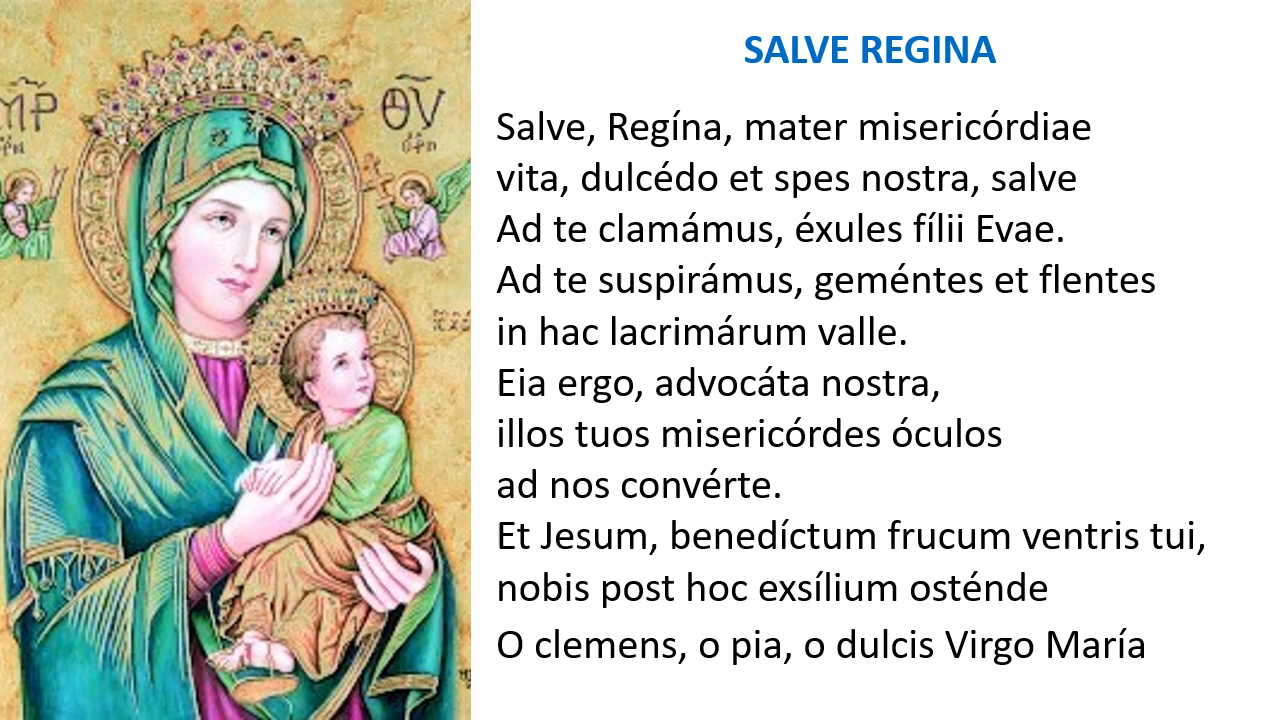 ΜΡ
ΘΥ
SALVE REGINA
Salve, Regína, mater misericórdiae
vita, dulcédo et spes nostra, salve
Ad te clamámus, éxules fílii Evae.
Ad te suspirámus, geméntes et flentes
in hac lacrimárum valle.
Eia ergo, advocáta nostra,
illos tuos misericórdes óculos
ad nos convérte.
Et Jesum, benedíctum frucum ventris tui,
nobis post hoc exsílium osténde
O clemens, o pia, o dulcis Virgo María